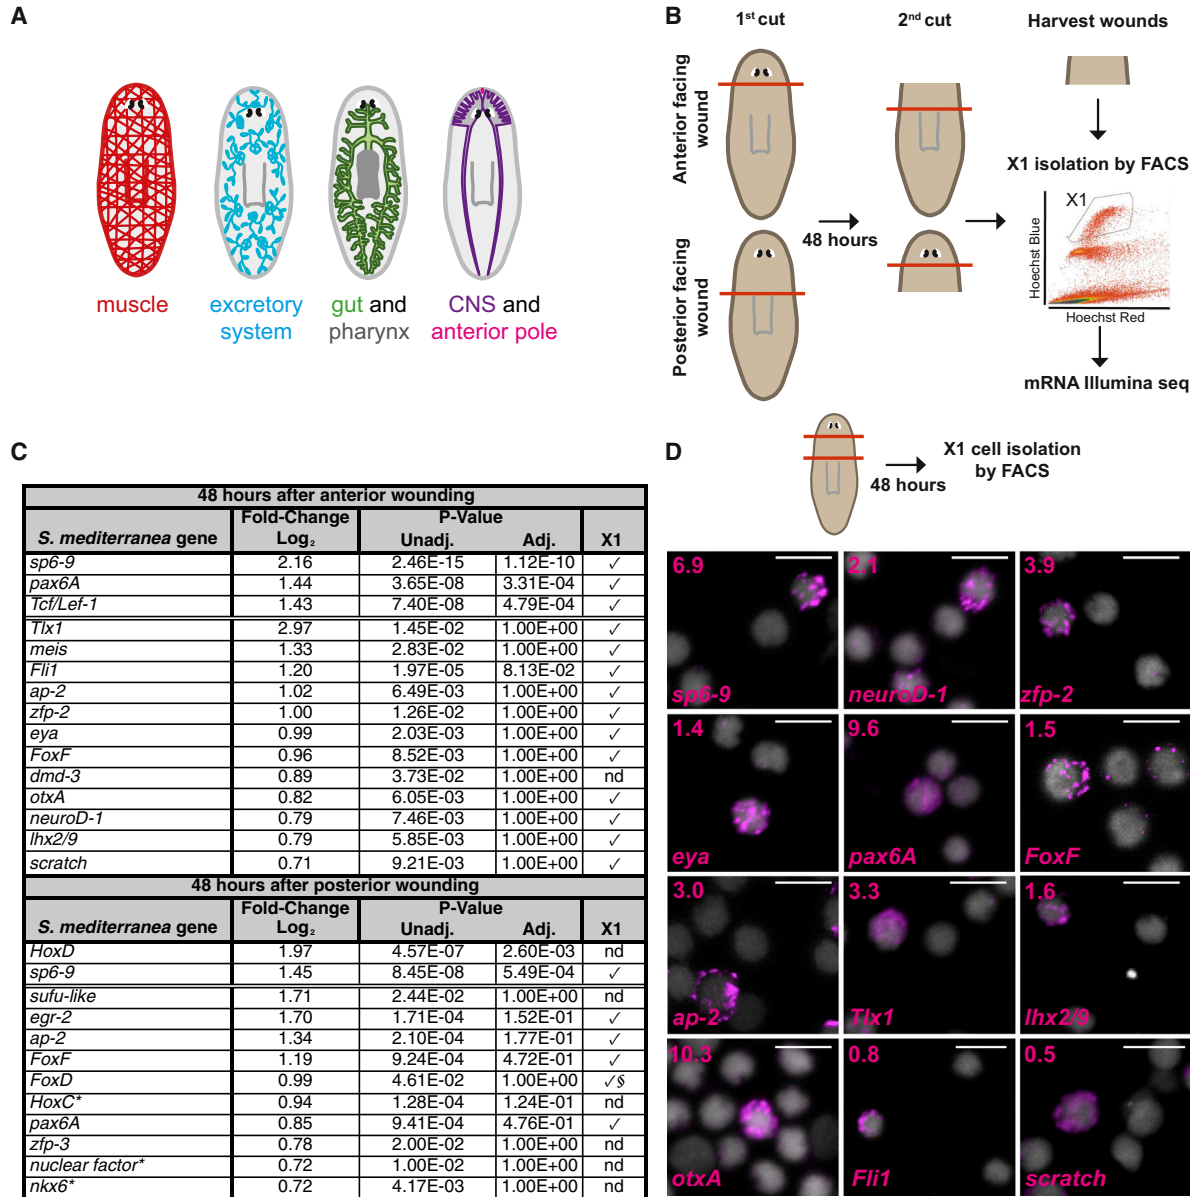 A
muscle
excretory
system
gut and
pharynx
CNS and
anterior pole
B
1st cut
2nd cut
Harvest wounds
Anterior facing
wound
Posterior facing
wound
48 hours
X1 isolation by FACS
X1
Hoechst Blue
Hoechst Red
mRNA Illumina seq
C
48 hours after anterior wounding
S. mediterranea gene Fold-Change Log2 P-Value Unadj. Adj. X1
sp6-9 2.16 2.46E-15 1.12E-10 ✓
pax6A 1.44 3.65E-08 3.31E-04 ✓
Tcf/Lef-1 1.43 7.40E-08 4.79E-04 ✓
Tlx1 2.97 1.45E-02 1.00E+00 ✓
meis 1.33 2.83E-02 1.00E+00 ✓
Fli1 1.20 1.97E-05 8.13E-02 ✓
ap-2 1.02 6.49E-03 1.00E+00 ✓
zfp-2 1.00 1.26E-02 1.00E+00 ✓
eya 0.99 2.03E-03 1.00E+00 ✓
FoxF 0.96 8.52E-03 1.00E+00 ✓
dmd-3 0.89 3.73E-02 1.00E+00 nd
otxA 0.82 6.05E-03 1.00E+00 ✓
neuroD-1 0.79 7.46E-03 1.00E+00 ✓
lhx2/9 0.79 5.85E-03 1.00E+00 ✓
scratch 0.71 9.21E-03 1.00E+00 ✓
48 hours after posterior wounding
S. mediterranea gene Fold-Change Log2 P-Value Unadj. Adj. X1
HoxD 1.97 4.57E-07 2.60E-03 nd
sp6-9 1.45 8.45E-08 5.49E-04 ✓
sufu-like 1.71 2.44E-02 1.00E+00 nd
egr-2 1.70 1.71E-04 1.52E-01 ✓
ap-2 1.34 2.10E-04 1.77E-01 ✓
FoxF 1.19 9.24E-04 4.72E-01 ✓
FoxD 0.99 4.61E-02 1.00E+00 ✓§
HoxC* 0.94 1.28E-04 1.24E-01 nd
pax6A 0.85 9.41E-04 4.76E-01 ✓
zfp-3 0.78 2.00E-02 1.00E+00 nd
nuclear factor* 0.72 1.00E-02 1.00E+00 nd
nkx6* 0.72 4.17E-03 1.00E+00 nd
D
48 hours
X1 cell isolation
by FACS
6.9
sp6-9
2.1
neuroD-1
3.9
zfp-2
1.4
eya
9.6
pax6A
1.5
FoxF
3.0
ap-2
3.3
Tlx1
1.6
lhx2/9
10.3
otxA
0.8
Fli1
0.5
scratch